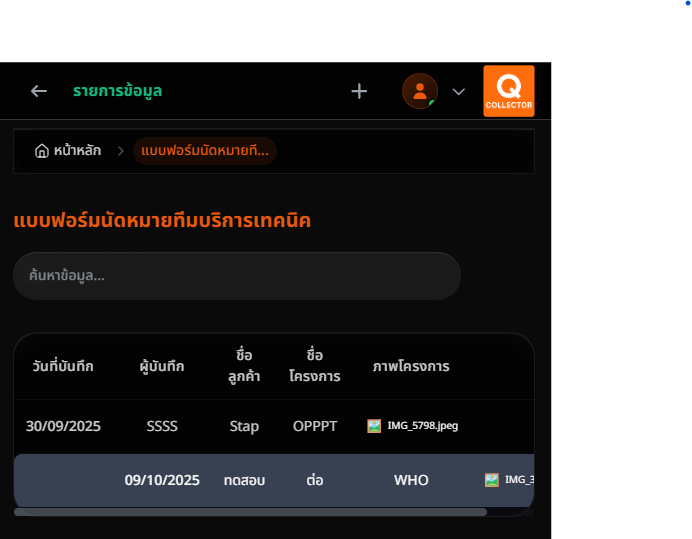 รายการข้อมูล
Q
COLLECTOR
หน้าหลัก
แบบฟอร์มนัดหมายที...
แบบฟอร์มนัดหมายทีมบริการเทคนิค
ค้นหาข้อมูล...
วันที่บันทึก ผู้บันทึก ชื่อ ชื่อ ภาพโครงการ
ลูกค้า โครงการ
30/09/2025 SSSS Stap OPPPT IMG_5798.jpeg
09/10/2025 ทดสอบ ต่อ WHO IMG_3